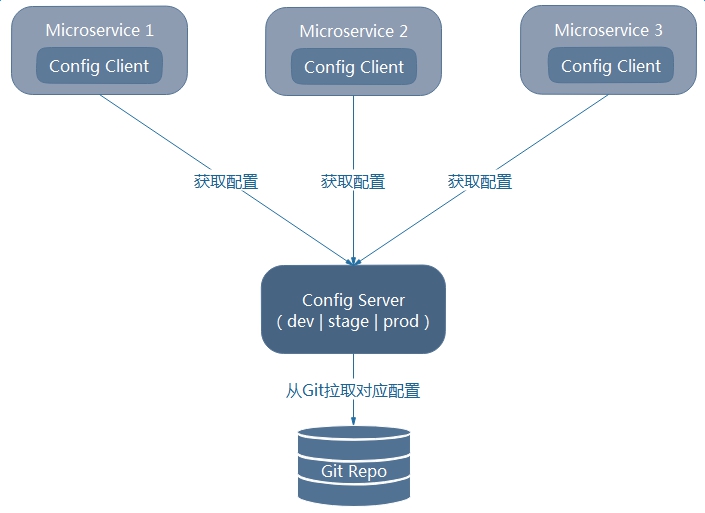 Microservice 1
Config Client
Microservice 2
Config Client
Microservice 3
Config Client
获取配置
获取配置
获取配置
Config Server
( dev | stage | prod )
从Git拉取对应配置
Git Repo